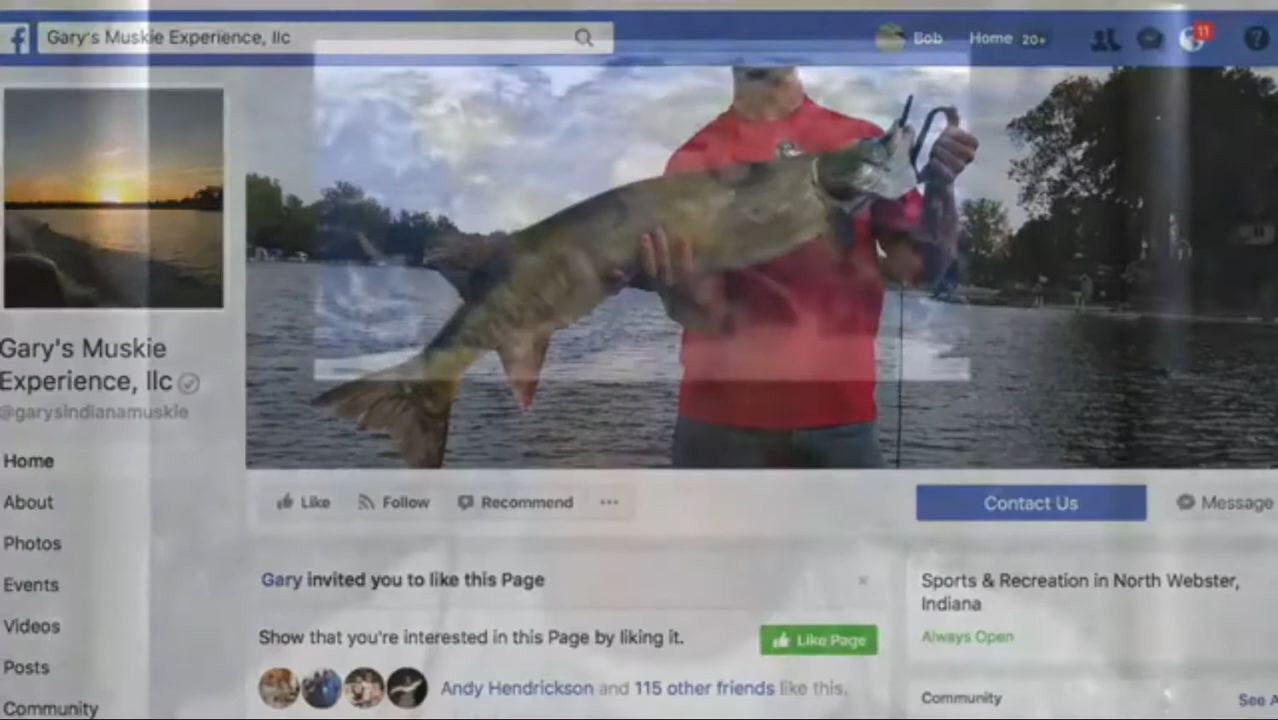 f
Gary's Muskie Experience, llc
Bob
Home 20+
11
?
Gary's Muskie
Experience, llc
@garysindianamuskie
Home
About
Photos
Events
Videos
Posts
Community
Like
Follow
Recommend
...
Contact Us
Message
Gary invited you to like this Page
×
Show that you're interested in this Page by liking it.
Like Page
Andy Hendrickson and 115 other friends like this.
Sports & Recreation in North Webster,
Indiana
Always Open
Community
See A